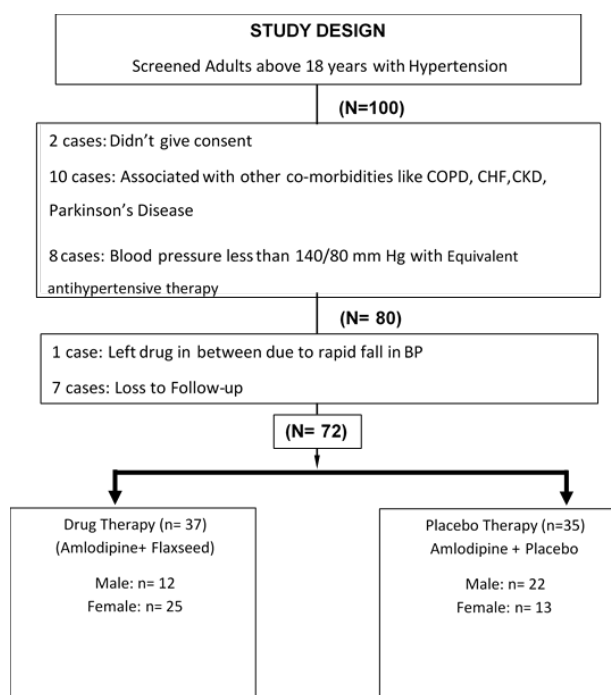 STUDY DESIGN
Screened Adults above 18 years with Hypertension
(N=100)
2 cases: Didn’t give consent
10 cases: Associated with other co-morbidities like COPD, CHF,CKD,
Parkinson’s Disease
8 cases: Blood pressure less than 140/80 mm Hg with Equivalent
antihypertensive therapy
(N= 80)
1 case: Left drug in between due to rapid fall in BP
7 cases: Loss to Follow-up
(N= 72)
Drug Therapy (n= 37)
(Amlodipine+ Flaxseed)
Male: n= 12
Female: n= 25
Placebo Therapy (n=35)
Amlodipine + Placebo
Male: n= 22
Female: n= 13